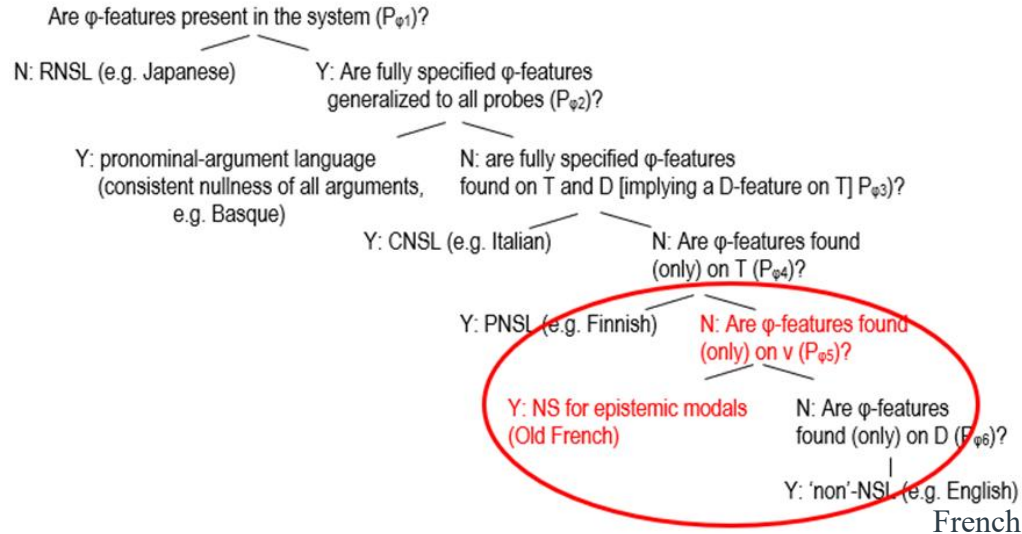 Are φ-features present in the system (Pφ1)?
N: RNSL (e.g. Japanese)
Y: Are fully specified φ-features
generalized to all probes (Pφ2)?
Y: pronominal-argument language
(consistent nullness of all arguments,
e.g. Basque)
N: are fully specified φ-features
found on T and D [implying a D-feature on T] Pφ3)?
Y: CNSL (e.g. Italian)
N: Are φ-features found
(only) on T (Pφ4)?
Y: PNSL (e.g. Finnish)
N: Are φ-features found
(only) on v (Pφ5)?
Y: NS for epistemic modals
(Old French)
N: Are φ-features
found (only) on D (Pφ6)?
Y: ‘non’-NSL (e.g. English)
French